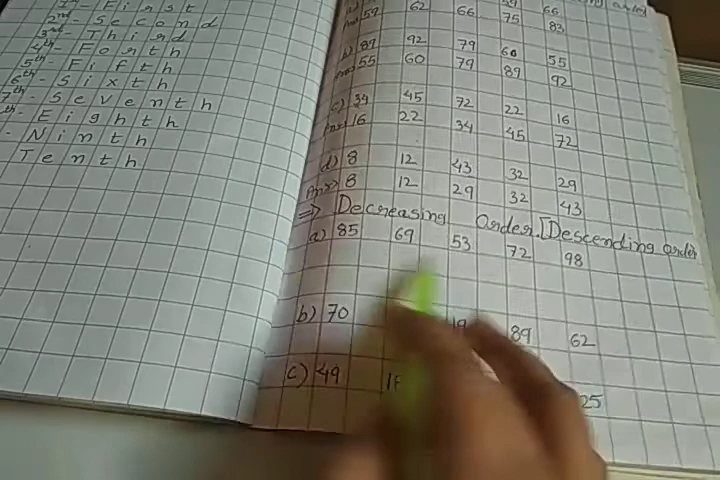 1st - First
2nd - Second
3rd - Third
4th - Forth
5th - Fifth
6th - Sixth
7th - Seventh
- Eighth
- Ninth
Tenth
59 62 66 75 83
b) 89 92 79 60 55
Ans) 55 60 79 89 92
c) 34 45 72 22 16
Ans) 16 22 34 45 72
d) 8 12 43 32 29
Ans) 8 12 29 32 43
⇒ Decreasing Order. [Descending order
a) 85 69 53 72 98
b) 70 19 89 62
c) 49 25